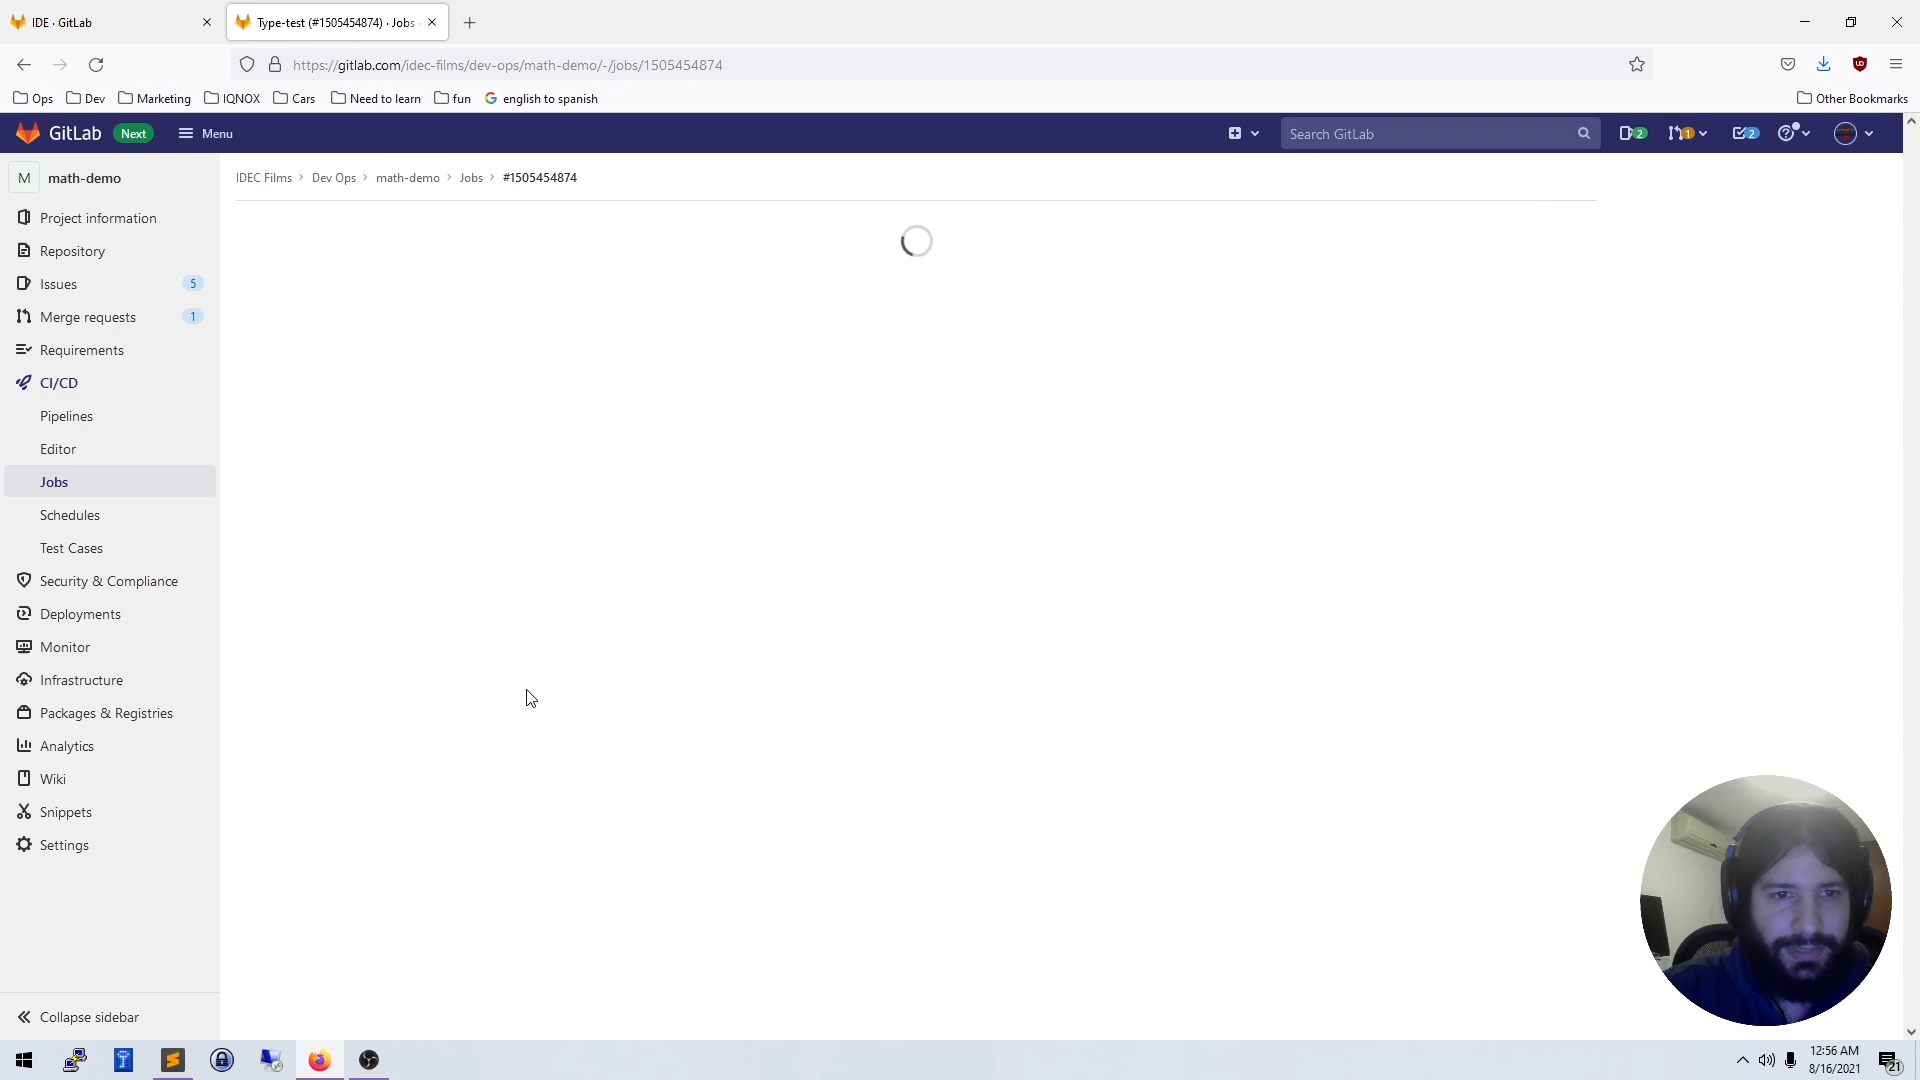 IDE · GitLab
Type-test (#1505454874) · Jobs
https://gitlab.com/idec-films/dev-ops/math-demo/-/jobs/1505454874
Ops Dev Marketing IQNOX Cars Need to learn fun english to spanish Other Bookmarks
GitLab Next Menu Search GitLab 2 1 2
M math-demo
IDEC Films › Dev Ops › math-demo › Jobs › #1505454874
Project information
Repository
Issues 5
Merge requests 1
Requirements
CI/CD
Pipelines
Editor
Jobs
Schedules
Test Cases
Security & Compliance
Deployments
Monitor
Infrastructure
Packages & Registries
Analytics
Wiki
Snippets
Settings
Collapse sidebar
12:56 AM
8/16/2021
21